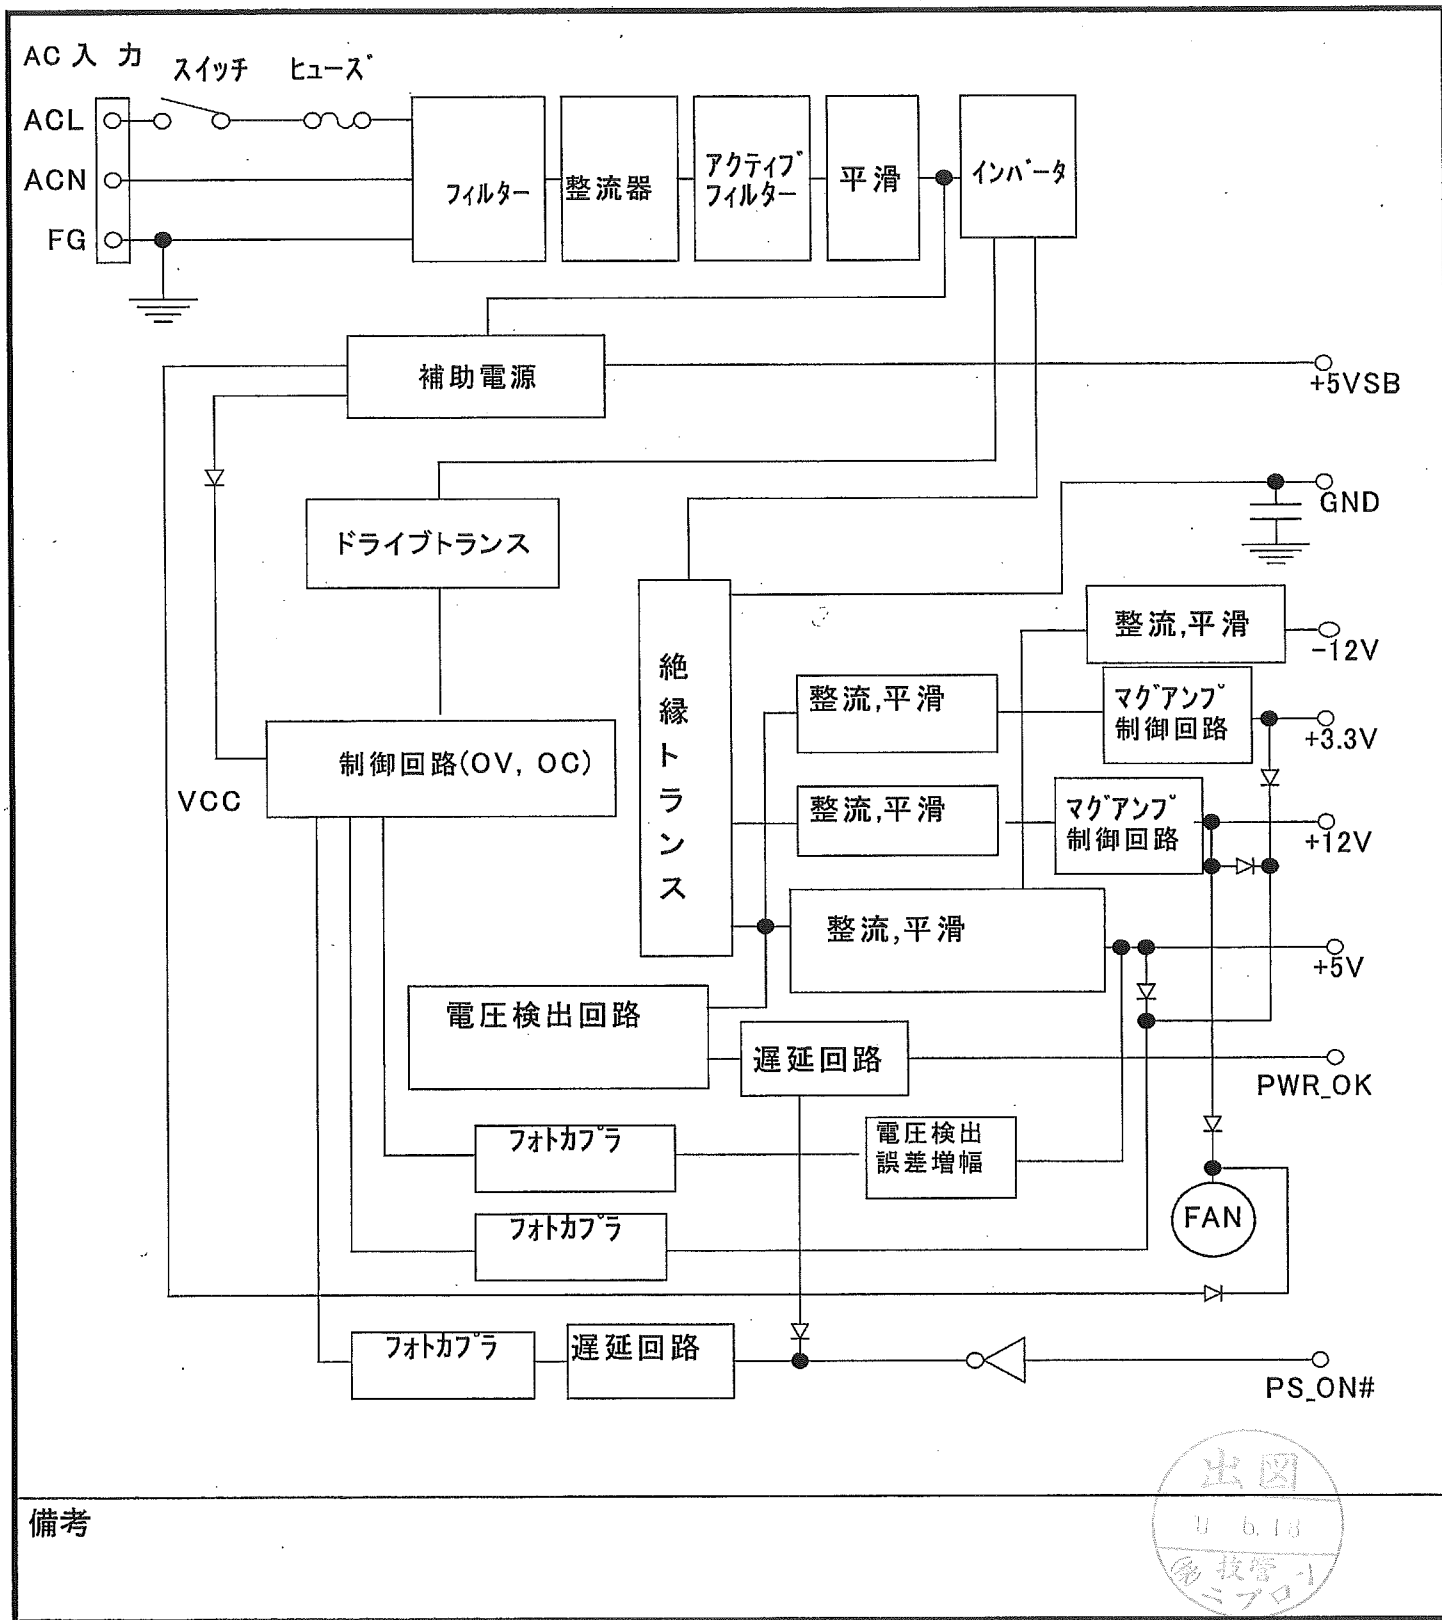 AC 入 力
スイッチ
ヒューズ
ACL
ACN
FG
フィルター
整流器
アクティブ
フィルター
平滑
インバータ
補助電源
+5VSB
GND
ドライブトランス
絶縁トランス
整流,平滑
-12V
整流,平滑
マグアンプ
制御回路
+3.3V
制御回路(OV, OC)
VCC
整流,平滑
マグアンプ
制御回路
+12V
整流,平滑
+5V
電圧検出回路
遅延回路
PWR_OK
フォトカプラ
電圧検出
誤差増幅
フォトカプラ
FAN
フォトカプラ
遅延回路
PS_ON#
備考
出図
技管
ニプロ